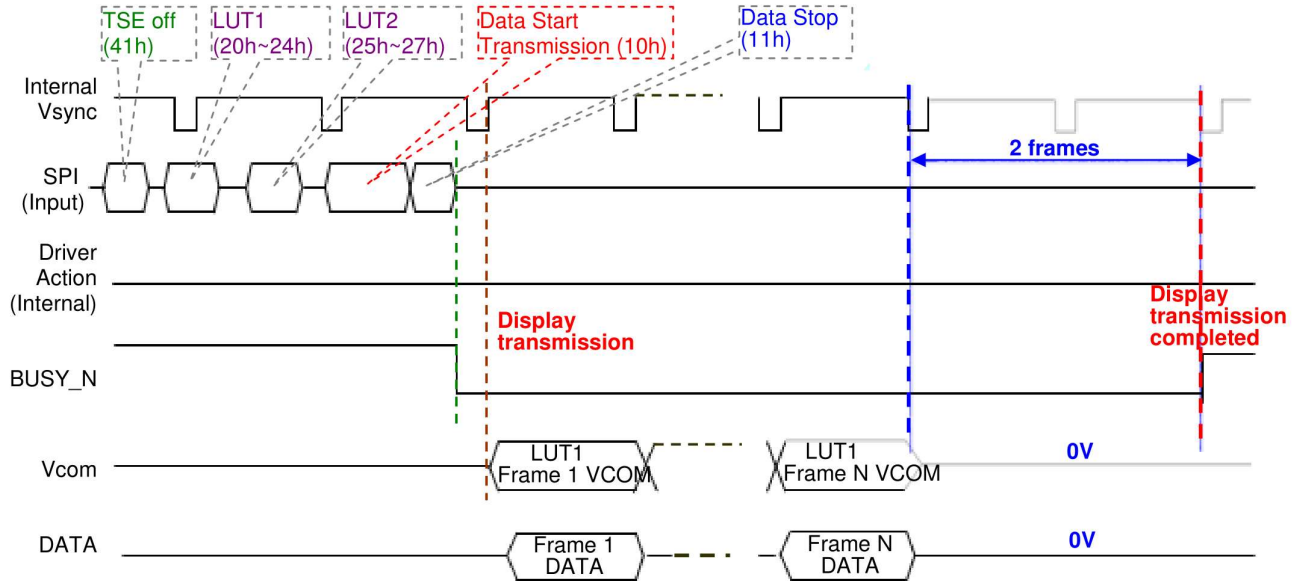 TSE off
(41h)
LUT1
(20h~24h)
LUT2
(25h~27h)
Data Start
Transmission (10h)
Data Stop
(11h)
Internal
Vsync
2 frames
SPI
(Input)
Driver
Action
(Internal)
Display
transmission
Display
transmission
completed
BUSY_N
Vcom
LUT1
Frame 1 VCOM
LUT1
Frame N VCOM
0V
DATA
Frame 1
DATA
Frame N
DATA
0V